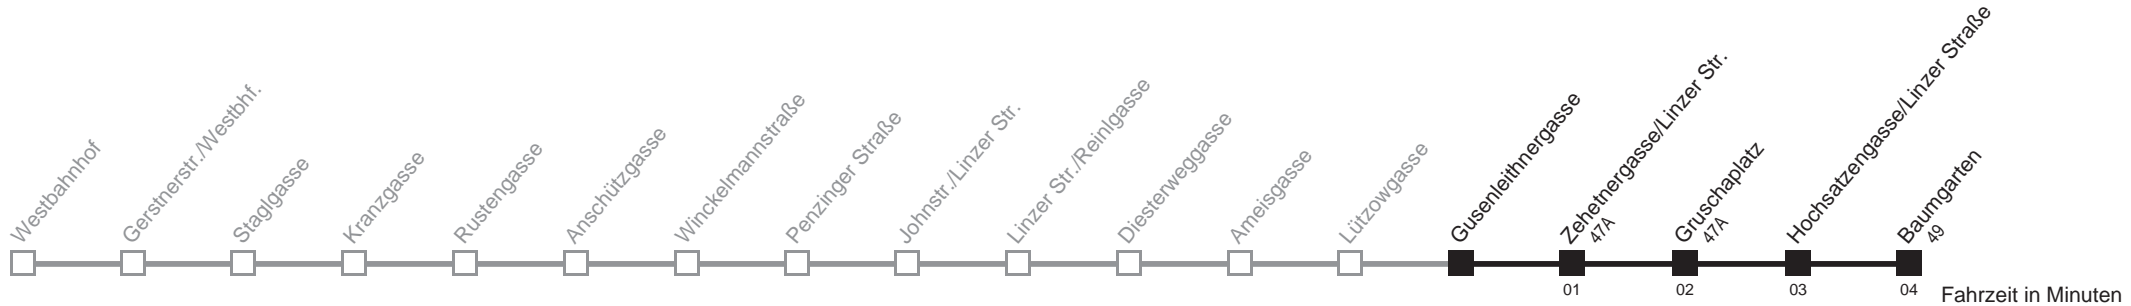 Westbahnhof
Gerstnerstr./Westbhf.
Staglgasse
Kranzgasse
Rustengasse
Anschützgasse
Winckelmannstraße
Penzinger Straße
Johnstr./Linzer Str.
Linzer Str./Reinlgasse
Diesterweggasse
Ameisgasse
Lützowgasse
Gusenleithnergasse
Zehetnergasse/Linzer Str.
47A
Gruschaplatz
47A
Hochsatzengasse/Linzer Straße
Baumgarten
49
01 02 03 04 Fahrzeit in Minuten